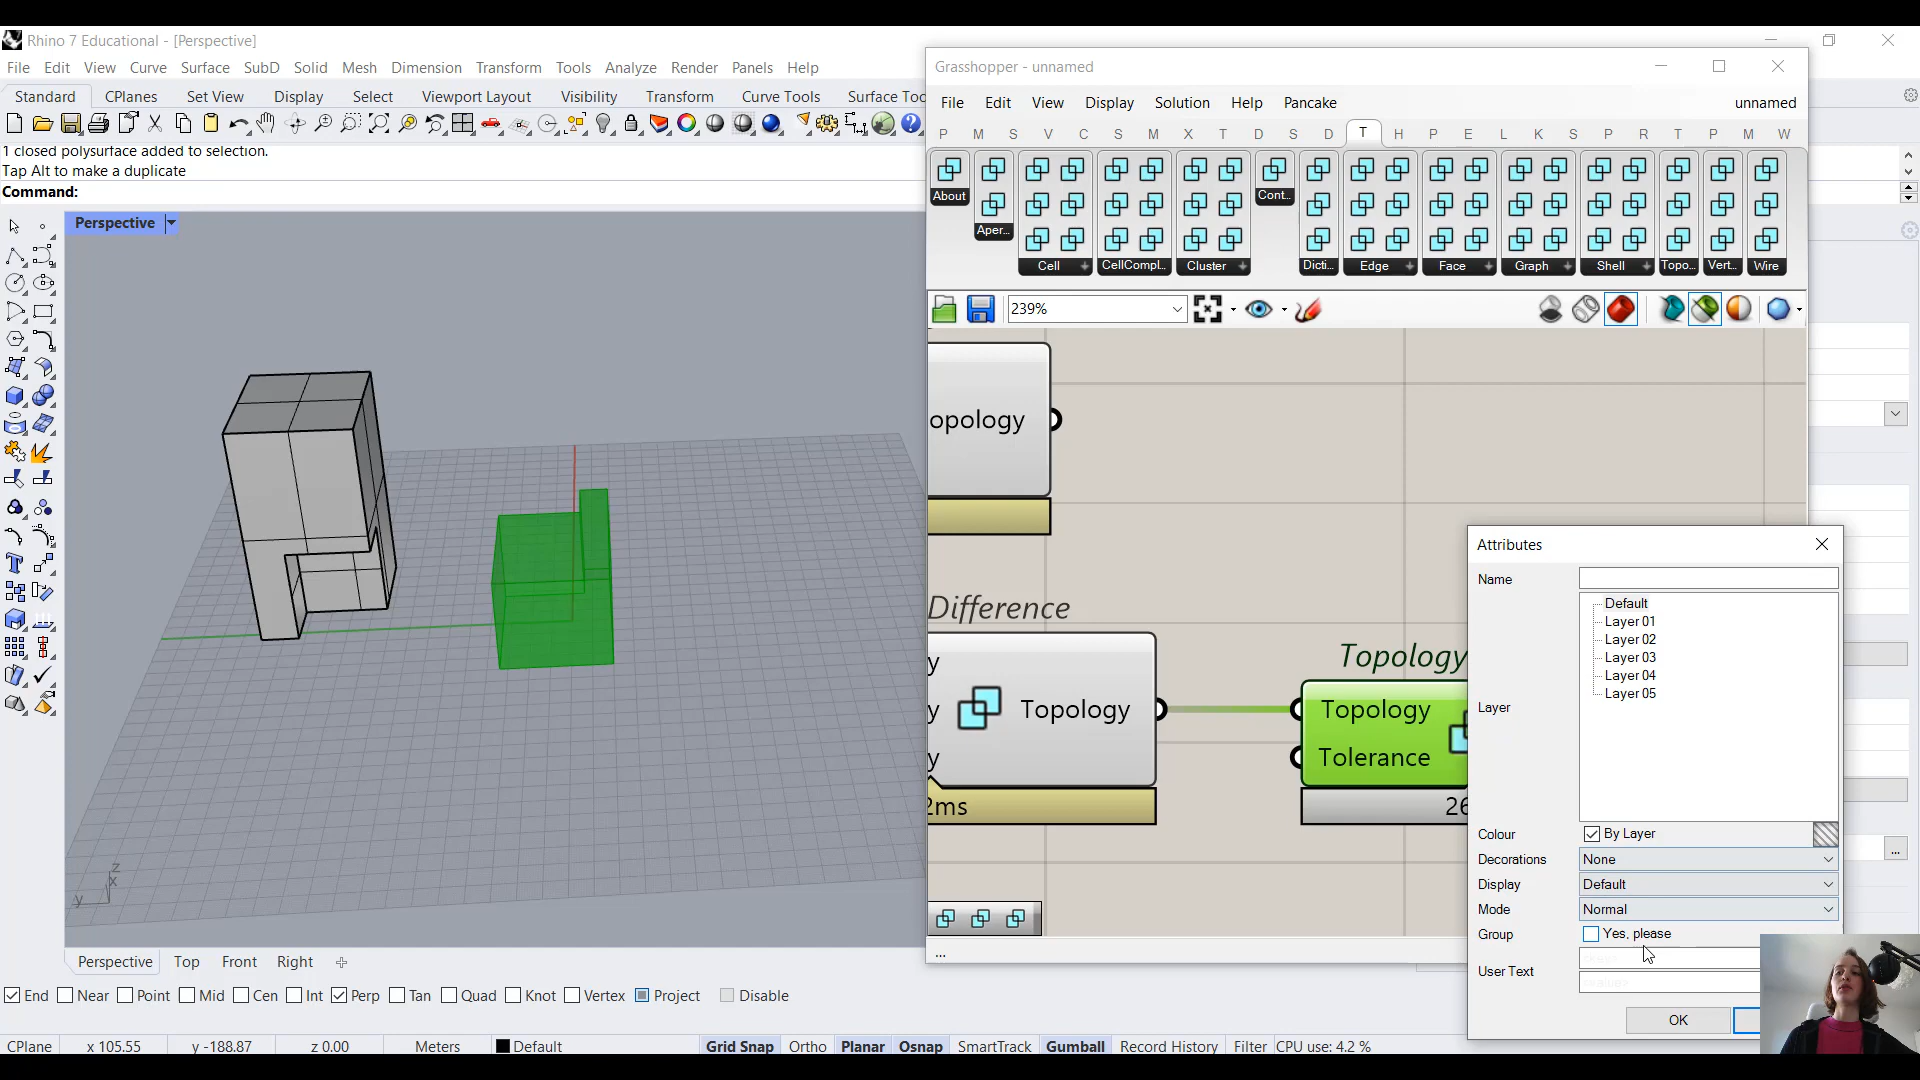 Rhino 7 Educational - [Perspective]
File Edit View Curve Surface SubD Solid Mesh Dimension Transform Tools Analyze Render Panels Help
Standard CPlanes Set View Display Select Viewport Layout Visibility Transform Curve Tools Surface Too
1 closed polysurface added to selection.
Tap Alt to make a duplicate
Command:
Perspective
z
x
y
Perspective Top Front Right
End Near Point Mid Cen Int Perp Tan Quad Knot Vertex Project Disable
CPlane x 105.55 y -188.87 z 0.00 Meters Default Grid Snap Ortho Planar Osnap SmartTrack Gumball Record History Filter CPU use: 4.2 %
Grasshopper - unnamed
File Edit View Display Solution Help Pancake unnamed
P M S V C S M X T D S D T H P E L K S P R T P M W
About Aper... Cell CellCompl... Cluster Cont... Dicti... Edge Face Graph Shell Topo... Vert... Wire
239%
opology
Difference
y
y Topology
y
2ms
Topology
Topology
Tolerance
26
...
Attributes
Name
Layer
Default
Layer 01
Layer 02
Layer 03
Layer 04
Layer 05
Colour By Layer
Decorations None
Display Default
Mode Normal
Group Yes, please
User Text
OK
...